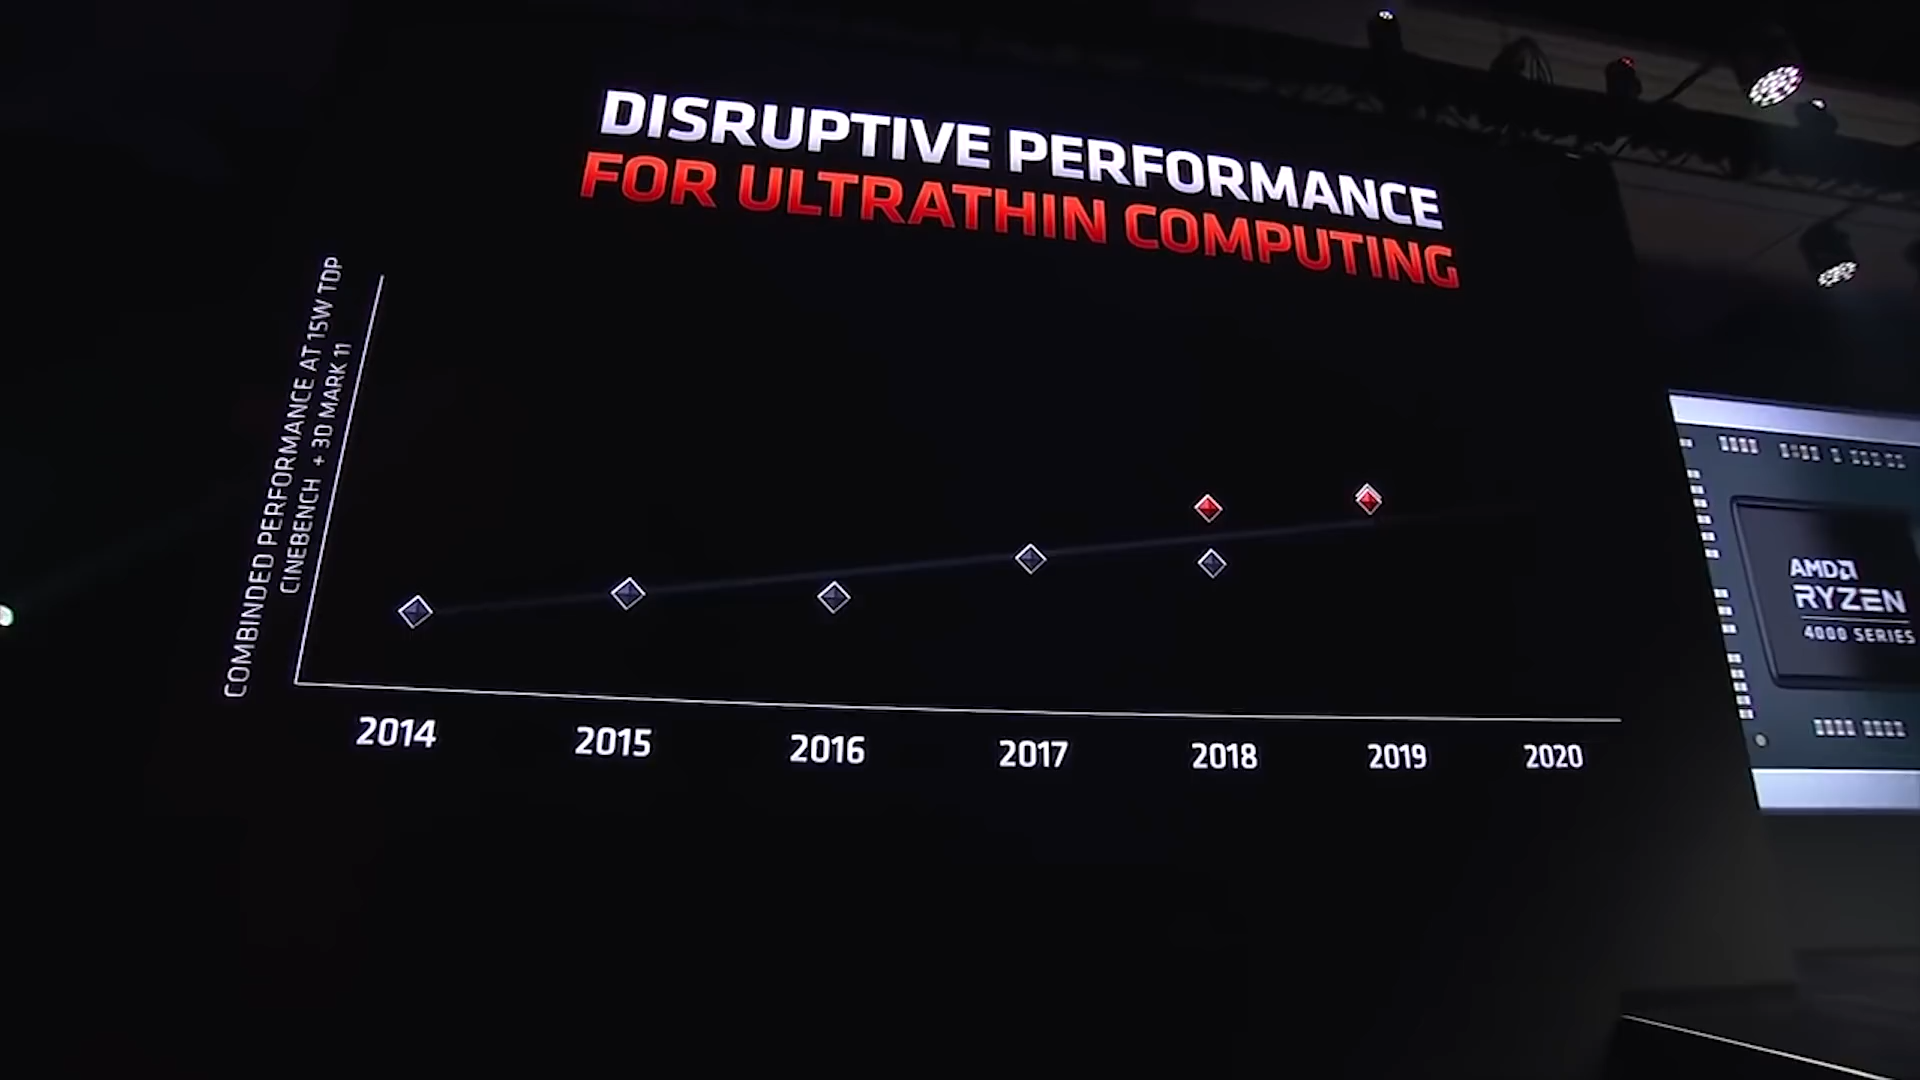 DISRUPTIVE PERFORMANCE
FOR ULTRATHIN COMPUTING
COMBINDED PERFORMANCE AT 15W TDP
CINEBENCH + 3D MARK 11
2014
2015
2016
2017
2018
2019
2020
AMD
RYZEN
4000 SERIES